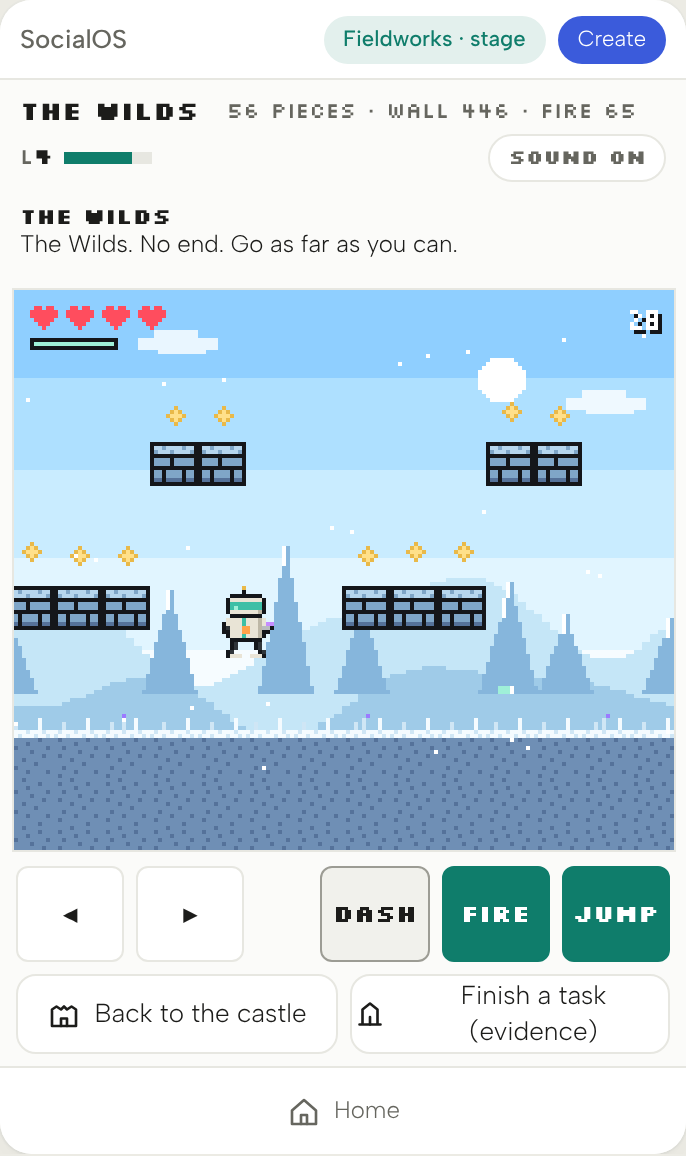 SocialOS
Fieldworks · stage
Create
THE WILDS
56 PIECES · WALL 446 · FIRE 65
L4
SOUND ON
THE WILDS
The Wilds. No end. Go as far as you can.
28
◄
►
DASH
FIRE
JUMP
Back to the castle
Finish a task
(evidence)
Home